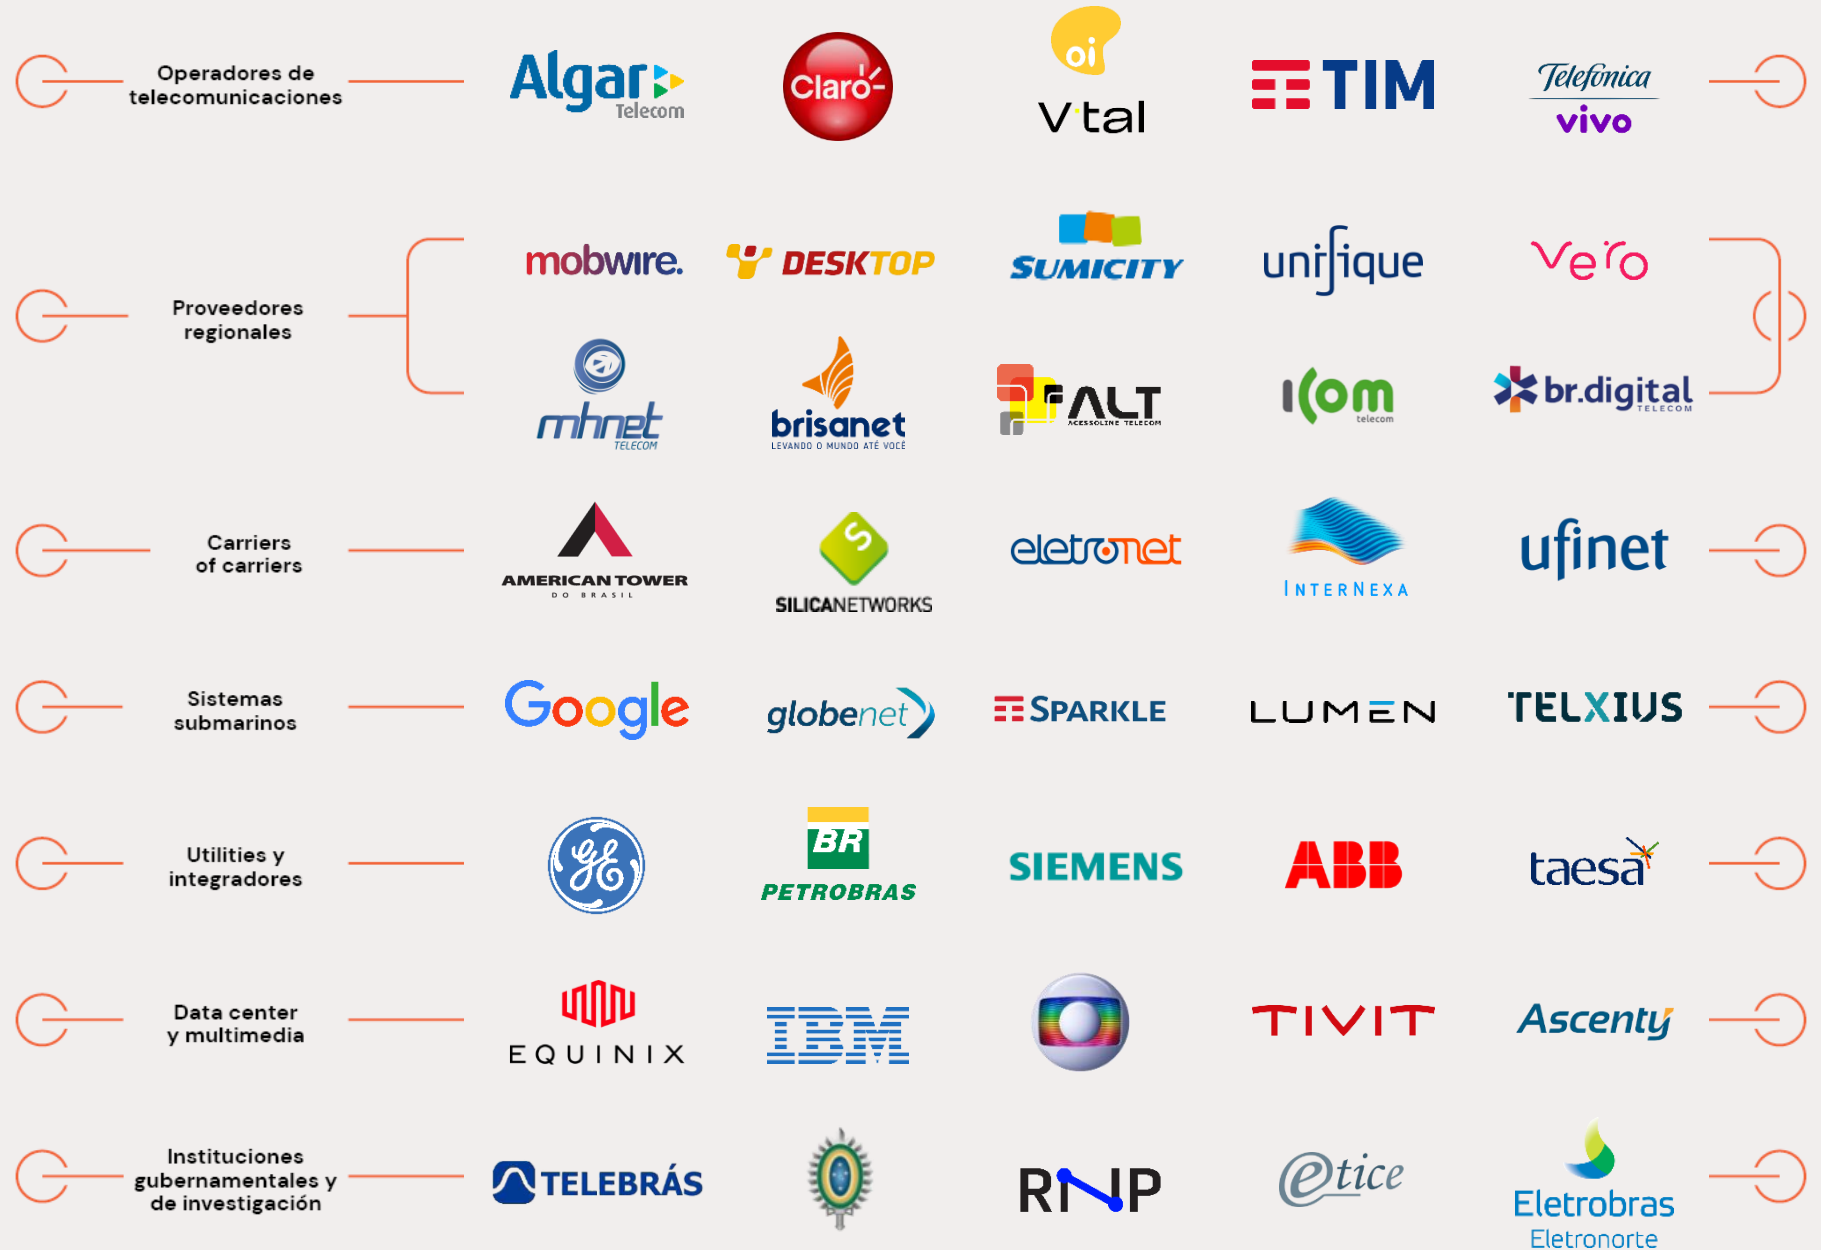 Operadores de
telecomunicaciones
Algar
Telecom
Claro
oi
V.tal
TIM
Telefónica
vivo
Proveedores
regionales
mobwire.
DESKTOP
SUMICITY
unifique
vero
mhnet
TELECOM
brisanet
LEVANDO O MUNDO ATÉ VOCÊ
ALT
ACESSOLINE TELECOM
icom
telecom
br.digital
TELECOM
Carriers
of carriers
AMERICAN TOWER
DO BRASIL
S
SILICANETWORKS
eletronet
INTERNEXA
ufinet
Sistemas
submarinos
Google
globenet
SPARKLE
LUMEN
TELXIUS
Utilities y
integradores
GE
BR
PETROBRAS
SIEMENS
ABB
taesa
Data center
y multimedia
EQUINIX
IBM
TIVIT
Ascenty
Instituciones
gubernamentales y
de investigación
TELEBRÁS
RNP
etice
Eletrobras
Eletronorte